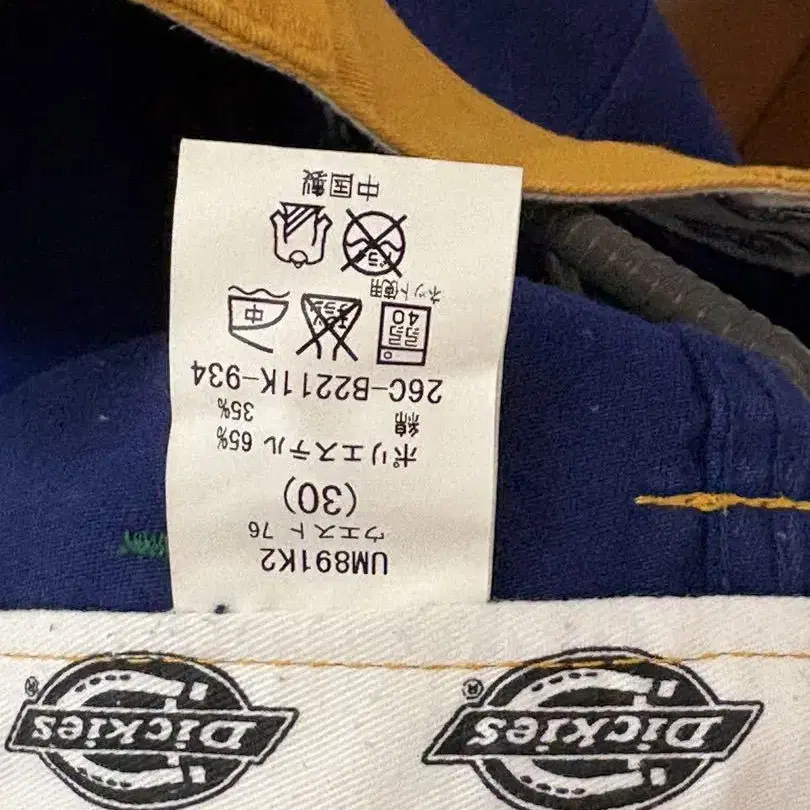 UM891K2
ウエスト 76
(30)
ポリエステル 65%
綿 35%
26C-B2211K-934
40
中
ネット使用
中国製
Dickies®
Dickies®